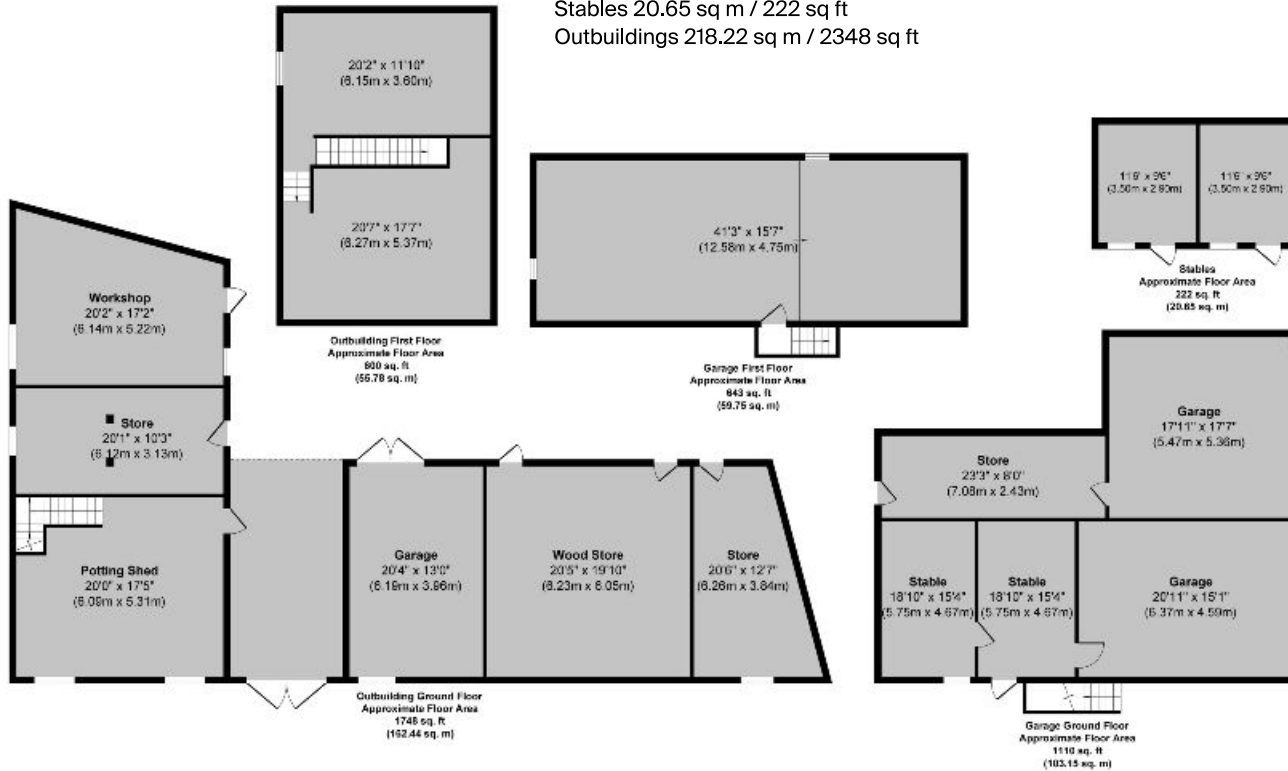 Stables 20.65 sq m / 222 sq ft
Outbuildings 218.22 sq m / 2348 sq ft
20'2" x 11'10"
(6.15m x 3.60m)
20'7" x 17'7"
(6.27m x 5.37m)
Outbuilding First Floor
Approximate Floor Area
600 sq. ft
(55.78 sq. m)
41'3" x 15'7"
(12.58m x 4.75m)
Garage First Floor
Approximate Floor Area
643 sq. ft
(59.75 sq. m)
11'6" x 9'6"
(3.50m x 2.90m)
11'6" x 9'6"
(3.50m x 2.90m)
Stables
Approximate Floor Area
222 sq. ft
(20.65 sq. m)
Workshop
20'2" x 17'2"
(6.14m x 5.22m)
Store
20'1" x 10'3"
(6.12m x 3.13m)
Potting Shed
20'0" x 17'5"
(6.09m x 5.31m)
Garage
20'4" x 13'0"
(6.19m x 3.96m)
Wood Store
20'5" x 19'10"
(6.23m x 6.05m)
Store
20'6" x 12'7"
(6.26m x 3.84m)
Outbuilding Ground Floor
Approximate Floor Area
1748 sq. ft
(162.44 sq. m)
Garage
17'11" x 17'7"
(5.47m x 5.36m)
Store
23'3" x 8'0"
(7.08m x 2.43m)
Stable
18'10" x 15'4"
(5.75m x 4.67m)
Stable
18'10" x 15'4"
(5.75m x 4.67m)
Garage
20'11" x 15'1"
(6.37m x 4.59m)
Garage Ground Floor
Approximate Floor Area
1110 sq. ft
(103.15 sq. m)